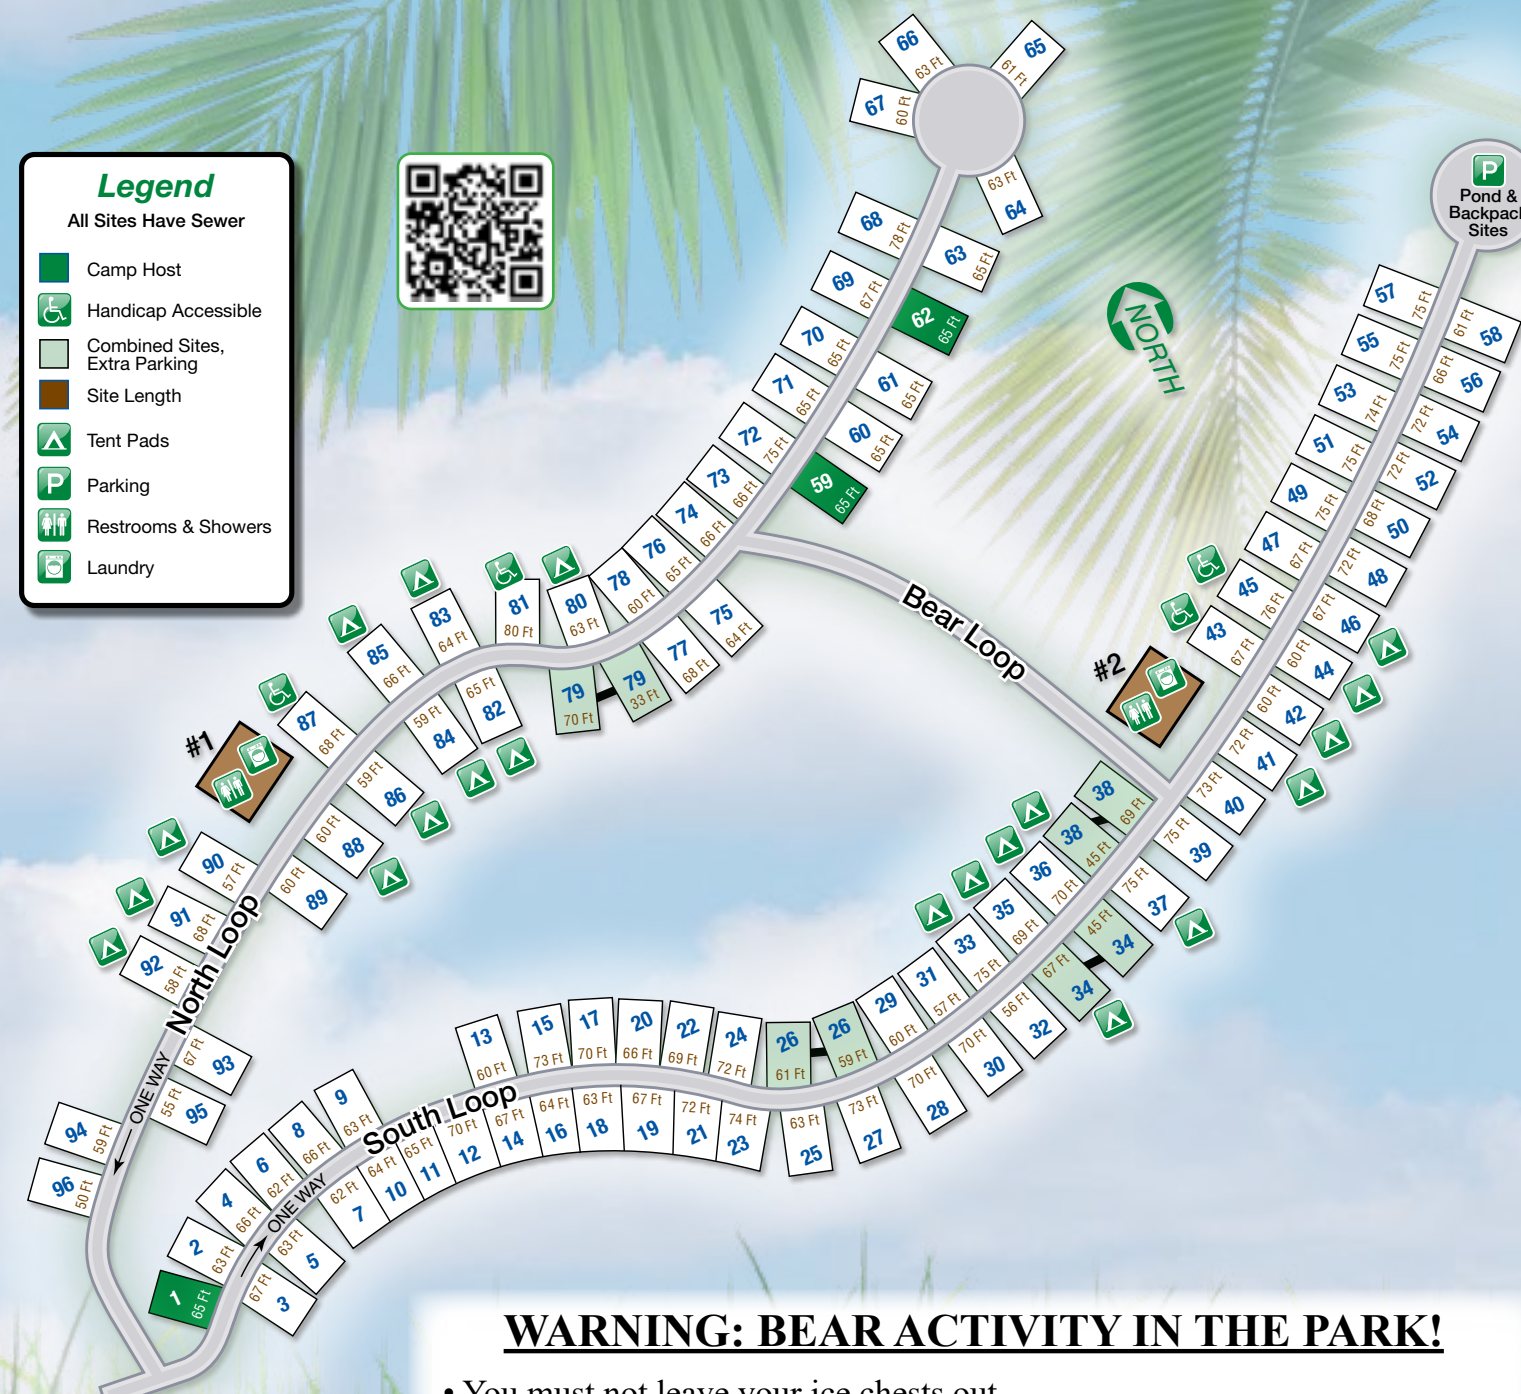 Legend
All Sites Have Sewer
Camp Host
Handicap Accessible
Combined Sites,
Extra Parking
Site Length
Tent Pads
P
Parking
Restrooms & Showers
Laundry
66
63 Ft
65
61 Ft
67
60 Ft
63 Ft
64
68
78 Ft
63
65 Ft
69
67 Ft
62
65 Ft
70
65 Ft
61
65 Ft
71
65 Ft
60
65 Ft
72
75 Ft
59
65 Ft
73
66 Ft
74
66 Ft
76
65 Ft
78
60 Ft
75
64 Ft
77
68 Ft
79
33 Ft
79
70 Ft
80
63 Ft
81
80 Ft
83
64 Ft
65 Ft
82
85
66 Ft
59 Ft
84
87
68 Ft
59 Ft
86
#1
60 Ft
88
60 Ft
89
90
57 Ft
91
68 Ft
92
58 Ft
North Loop
67 Ft
93
55 Ft
95
ONE WAY
94
59 Ft
96
50 Ft
NORTH
P
Pond &
Backpack
Sites
57
75 Ft
61 Ft
58
55
75 Ft
66 Ft
56
53
74 Ft
72 Ft
54
51
75 Ft
72 Ft
52
49
75 Ft
68 Ft
50
47
67 Ft
72 Ft
48
45
76 Ft
67 Ft
46
43
67 Ft
60 Ft
44
60 Ft
42
72 Ft
41
73 Ft
40
75 Ft
39
75 Ft
37
#2
Bear Loop
38
69 Ft
38
45 Ft
36
70 Ft
35
69 Ft
33
75 Ft
31
57 Ft
29
60 Ft
26
59 Ft
26
61 Ft
24
72 Ft
22
69 Ft
20
66 Ft
17
70 Ft
15
73 Ft
13
60 Ft
45 Ft
34
67 Ft
34
56 Ft
32
70 Ft
30
70 Ft
28
73 Ft
27
63 Ft
25
74 Ft
23
72 Ft
21
67 Ft
19
63 Ft
18
64 Ft
16
67 Ft
14
70 Ft
12
65 Ft
11
64 Ft
10
62 Ft
7
South Loop
9
63 Ft
8
66 Ft
6
62 Ft
4
66 Ft
2
63 Ft
1
65 Ft
ONE WAY
63 Ft
5
67 Ft
3
WARNING: BEAR ACTIVITY IN THE PARK!
• You must not leave your ice chests out